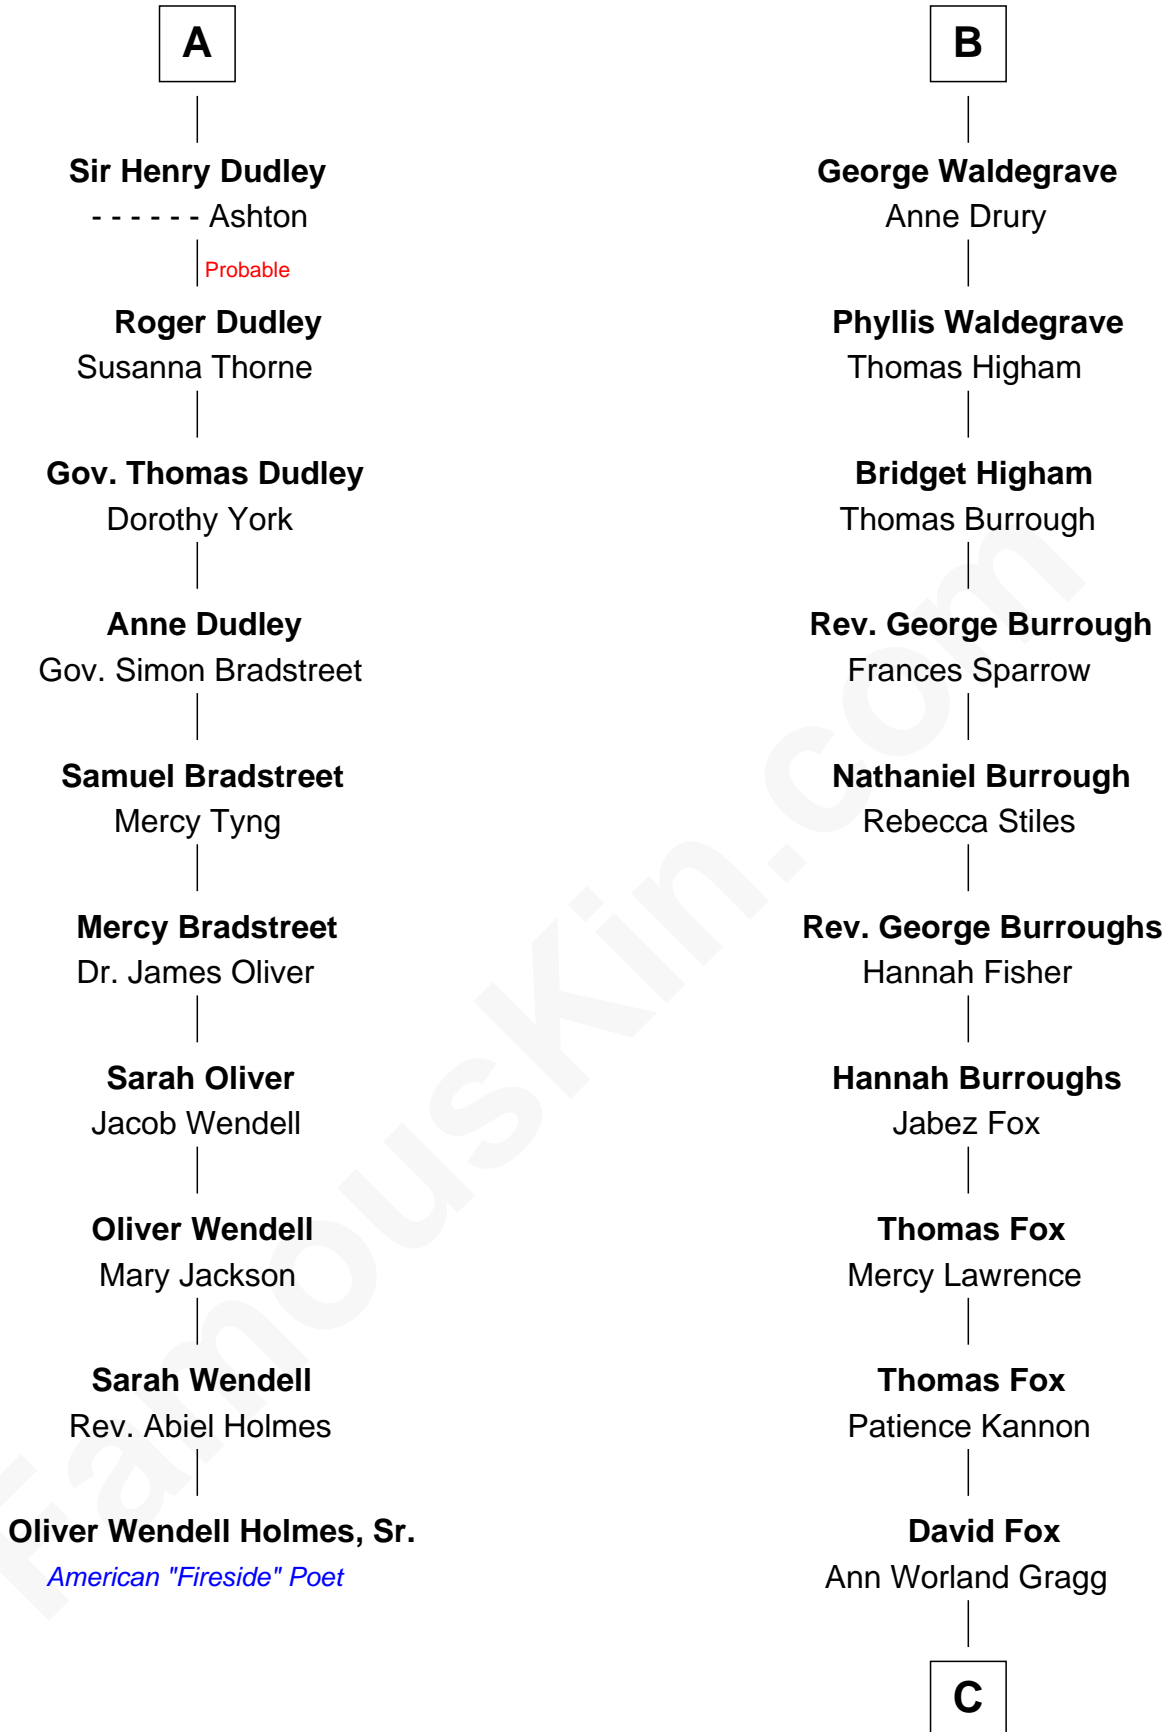 A
Sir Henry Dudley
- - - - - - Ashton
Probable
Roger Dudley
Susanna Thorne
Gov. Thomas Dudley
Dorothy York
Anne Dudley
Gov. Simon Bradstreet
Samuel Bradstreet
Mercy Tyng
Mercy Bradstreet
Dr. James Oliver
Sarah Oliver
Jacob Wendell
Oliver Wendell
Mary Jackson
Sarah Wendell
Rev. Abiel Holmes
Oliver Wendell Holmes, Sr.
American "Fireside" Poet
B
George Waldegrave
Anne Drury
Phyllis Waldegrave
Thomas Higham
Bridget Higham
Thomas Burrough
Rev. George Burrough
Frances Sparrow
Nathaniel Burrough
Rebecca Stiles
Rev. George Burroughs
Hannah Fisher
Hannah Burroughs
Jabez Fox
Thomas Fox
Mercy Lawrence
Thomas Fox
Patience Kannon
David Fox
Ann Worland Gragg
C
FamousKin.com